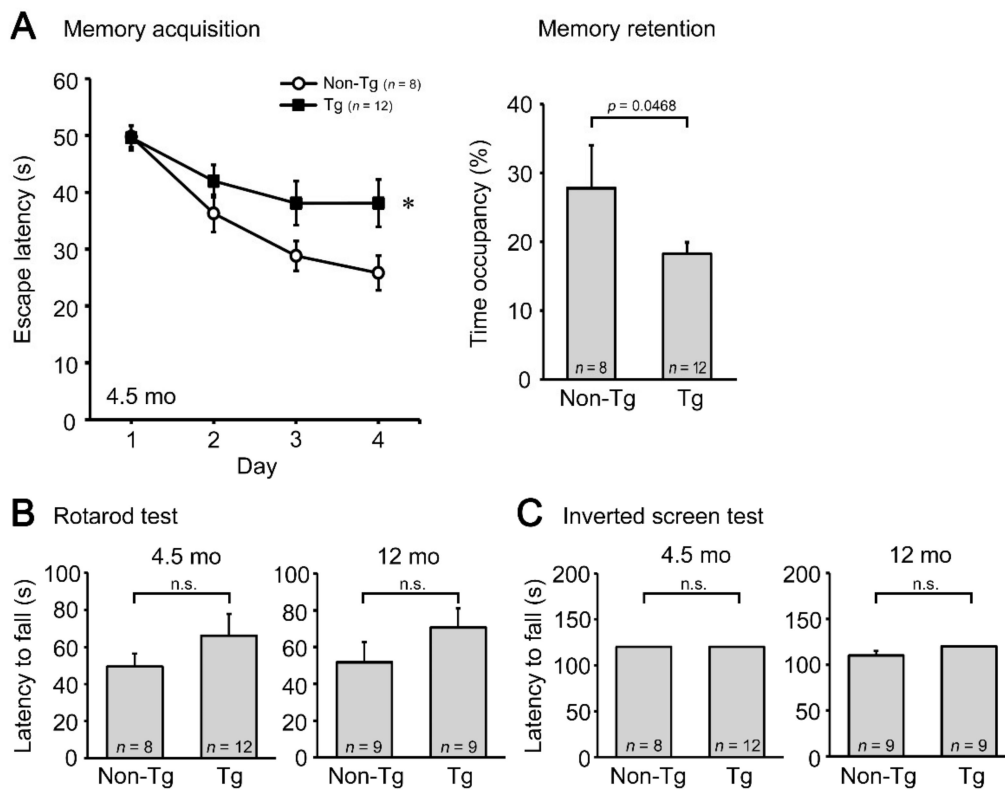 A Memory acquisition
Memory retention
Non-Tg (n = 8)
Tg (n = 12)
60
50
40
30
20
10
0
Escape latency (s)
*
4.5 mo
1 2 3 4
Day
40
30
20
10
0
Time occupancy (%)
p = 0.0468
n = 8 n = 12
Non-Tg Tg
B Rotarod test
4.5 mo
n.s.
100
80
60
40
20
0
Latency to fall (s)
n = 8 n = 12
Non-Tg Tg
12 mo
n.s.
100
80
60
40
20
0
n = 9 n = 9
Non-Tg Tg
C Inverted screen test
4.5 mo
n.s.
200
150
100
50
0
Latency to fall (s)
n = 8 n = 12
Non-Tg Tg
12 mo
n.s.
200
150
100
50
0
n = 9 n = 9
Non-Tg Tg